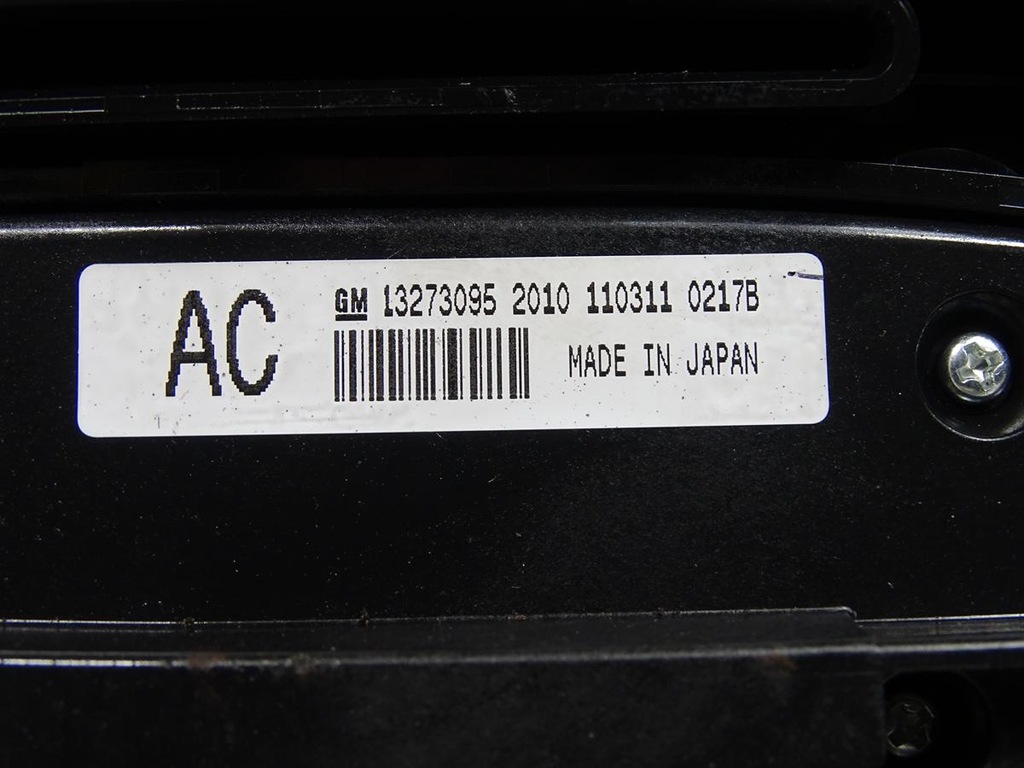 AC
GM 13273095 2010 110311 0217B
MADE IN JAPAN